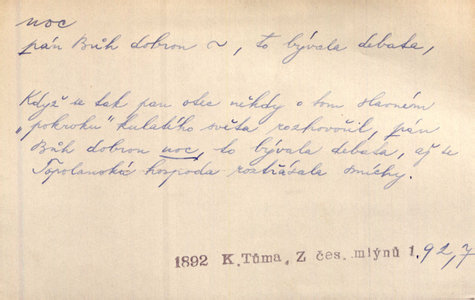 noc
pán Bůh dobrou ~, to bývala debata,
Když se tak pan otec někdy o tom slavném
„pokroku" kulatého světa rozhovořil, pán
Bůh dobrou noc, to bývala debata, až se
Topolanská hospoda roztřásala smíchy.
1892 K.Tůma, Z čes. mlýnů 1.92,7